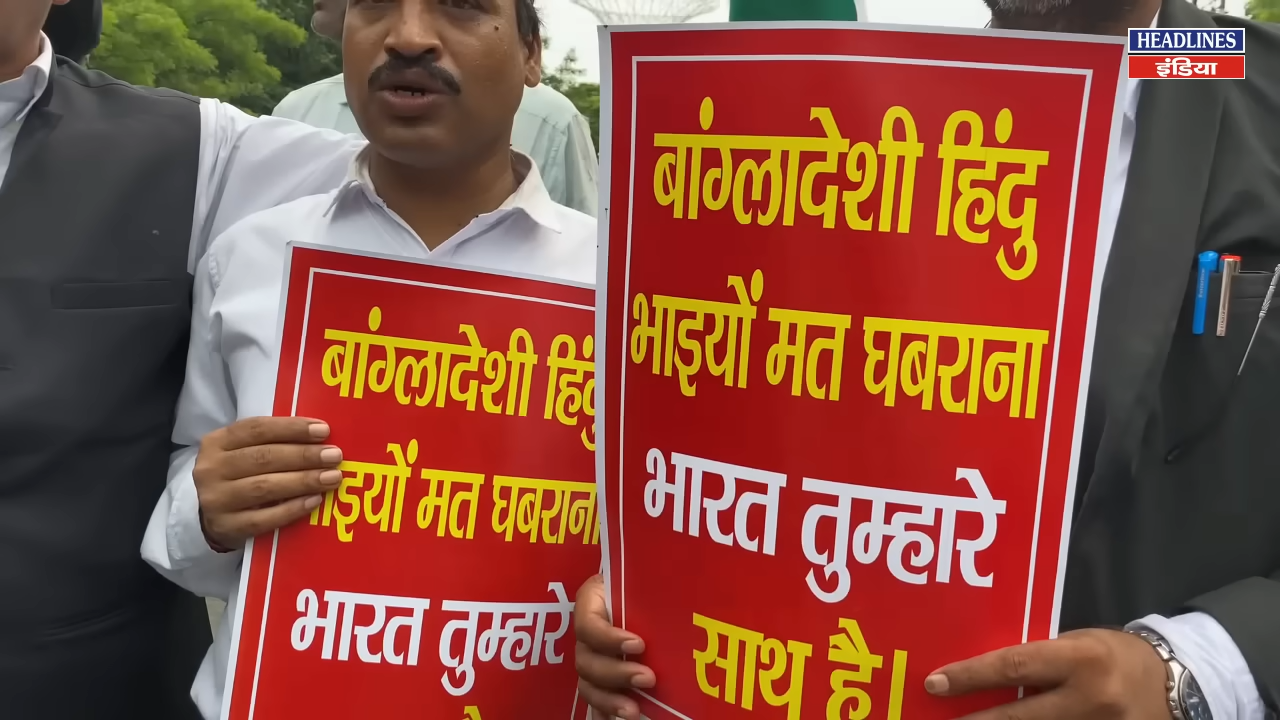 HEADLINES
इंडिया
बांग्लादेशी हिंदु
भाइयों मत घबराना
भारत तुम्हारे
साथ है।
बांग्लादेशी हिंदु
भाइयों मत घबराना
भारत तुम्हारे